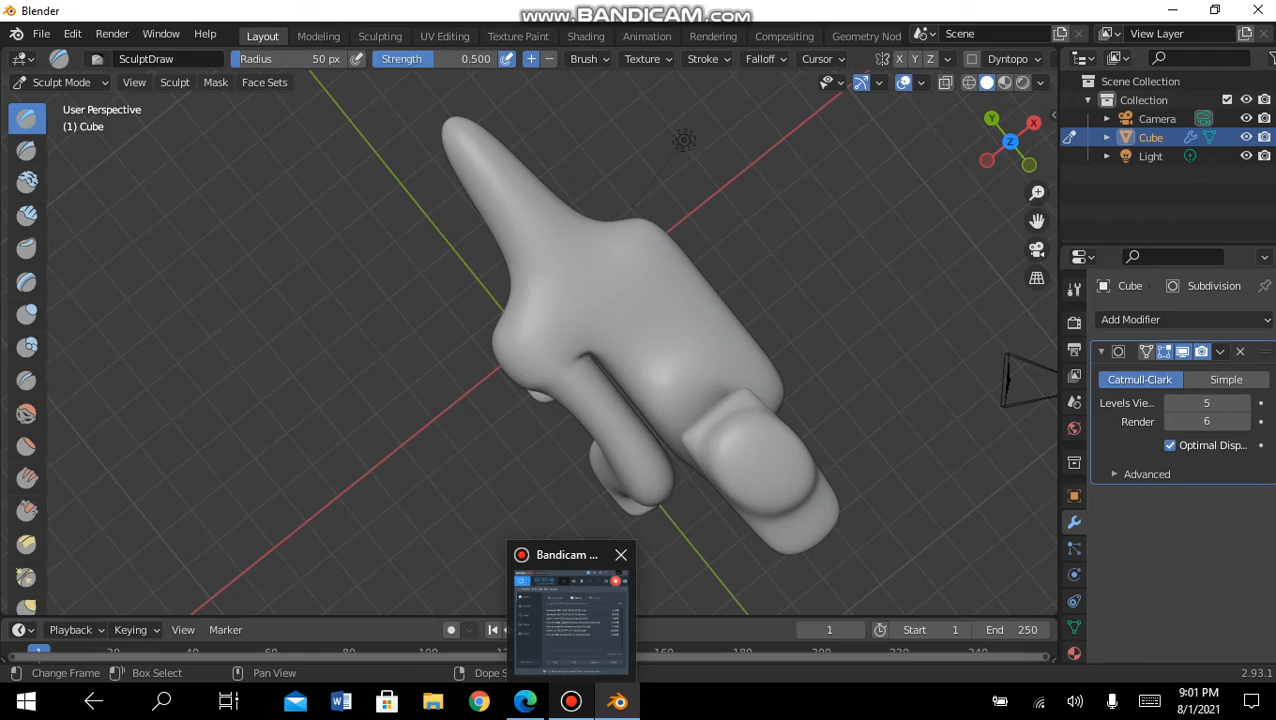 Blender
www.BANDICAM.com
File Edit Render Window Help Layout Modeling Sculpting UV Editing Texture Paint Shading Animation Rendering Compositing Geometry Nod Scene View Layer
SculptDraw Radius 50 px Strength 0.500 Brush Texture Stroke Falloff Cursor X Y Z Dyntopo
Sculpt Mode View Sculpt Mask Face Sets
User Perspective
(1) Cube
Y X Z
Scene Collection
Collection
Camera
Cube
Light
Cube Subdivision
Add Modifier
Catmull-Clark Simple
Levels Vie... 5
Render 6
Optimal Disp...
Advanced
Bandicam ...
Playback Keying View Marker 1 Start 1 End 250
1 160 200 220 240
Change Frame Box Select Pan View Dope S 2.93.1
9:01 PM
8/1/2021